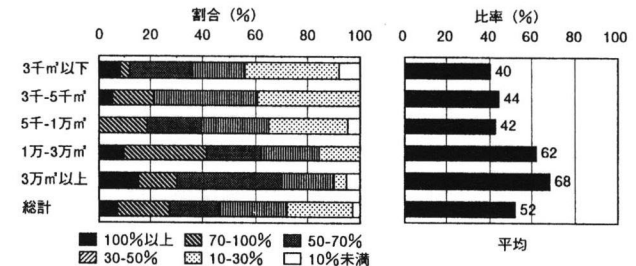 割合（％）
0 20 40 60 80 100
3千㎡以下
3千-5千㎡
5千-1万㎡
1万-3万㎡
3万㎡以上
総計
100%以上 70-100% 50-70%
30-50% 10-30% 10%未満
比率（％）
0 20 40 60 80 100
40
44
42
62
68
52
平均